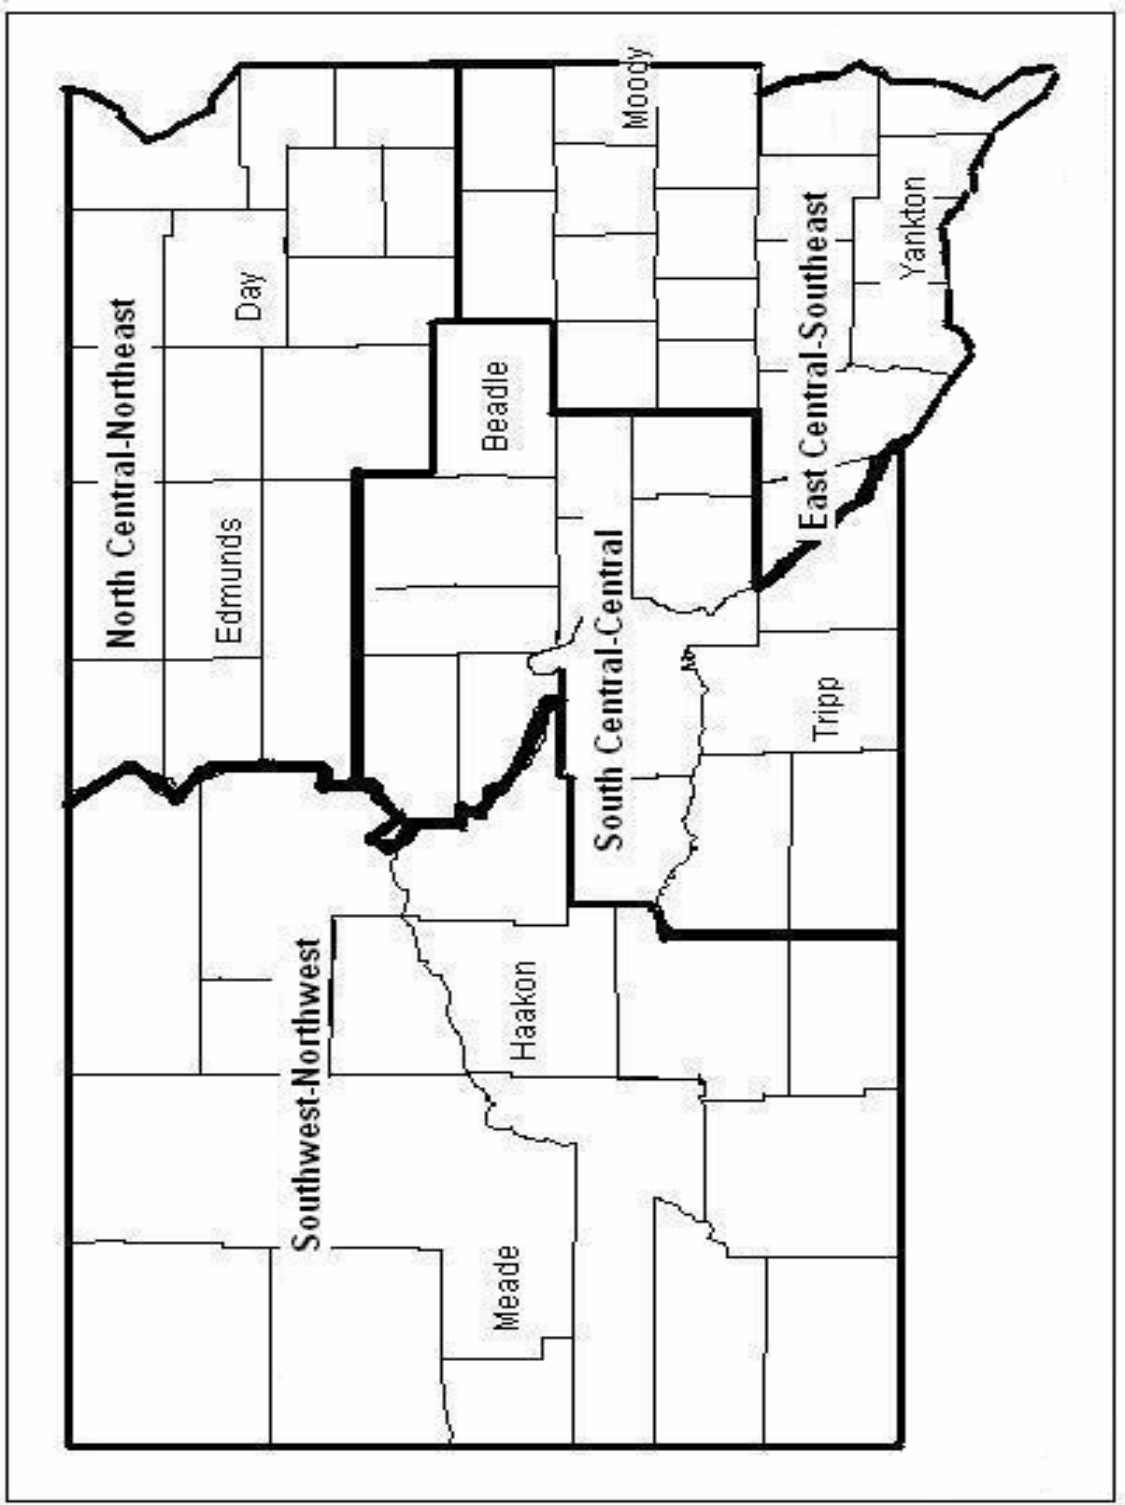 North Central-Northeast
Edmunds
Day
Southwest-Northwest
Beadle
Haakon
Meade
South Central-Central
Moody
East Central-Southeast
Tripp
Yankton